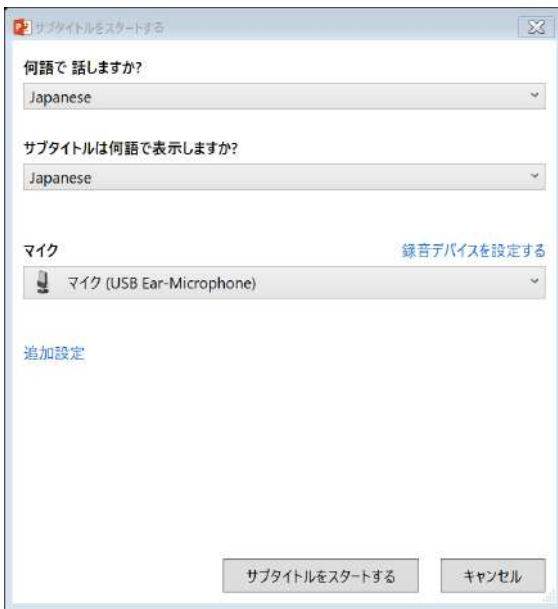 サブタイトルをスタートする
何語で 話しますか?
Japanese
サブタイトルは何語で表示しますか?
Japanese
マイク 録音デバイスを設定する
マイク (USB Ear-Microphone)
追加設定
サブタイトルをスタートする キャンセル